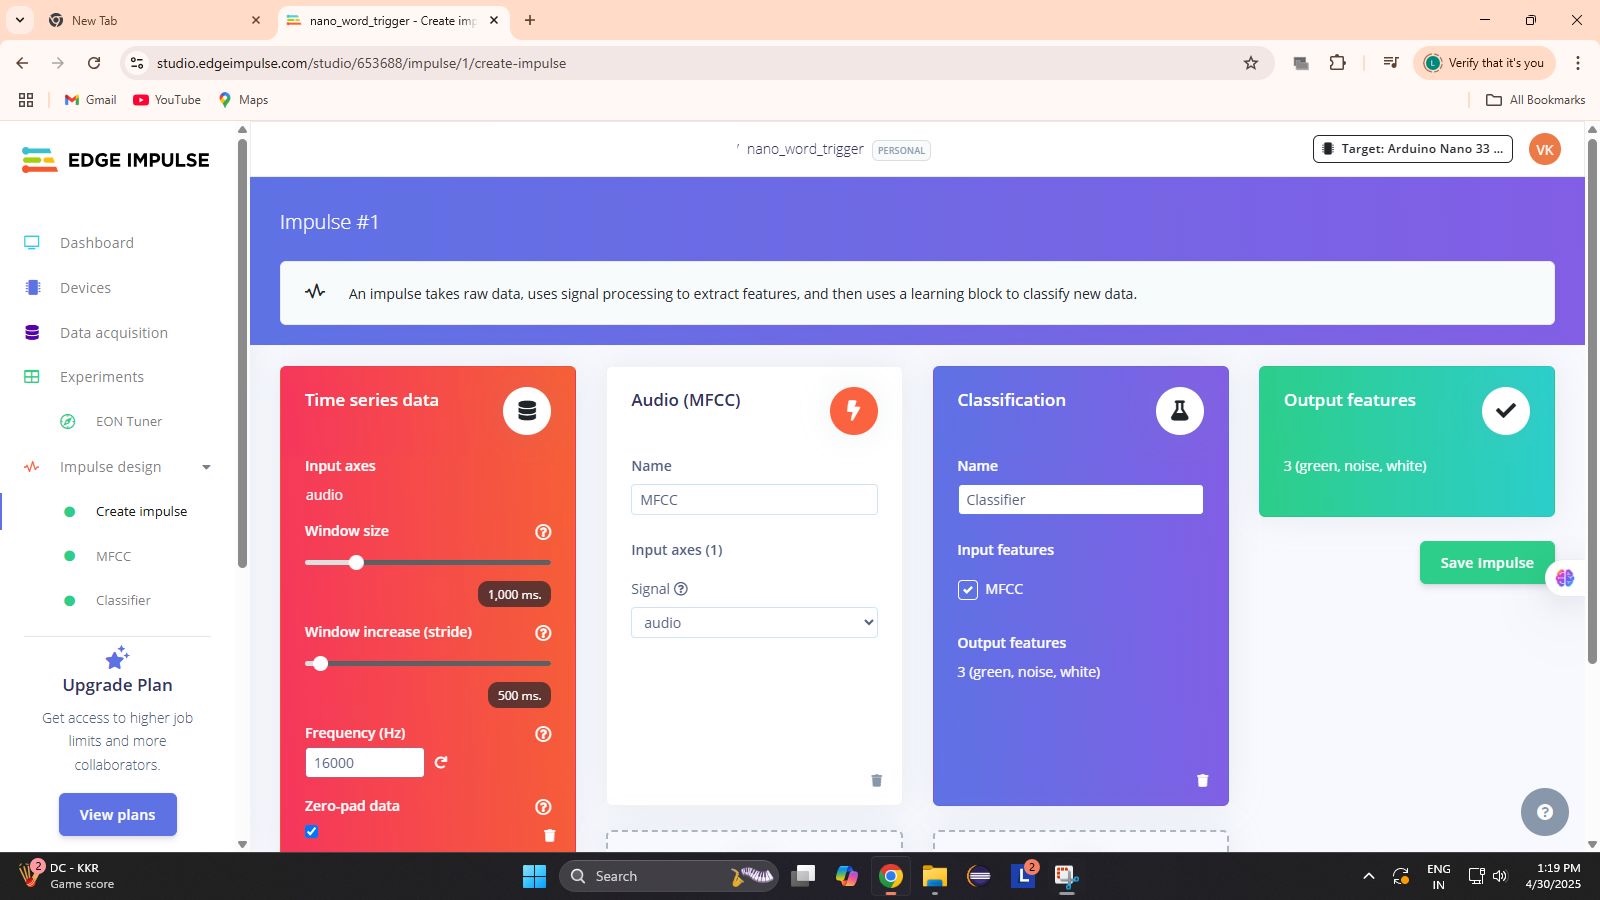 New Tab
nano_word_trigger - Create imp
studio.edgeimpulse.com/studio/653688/impulse/1/create-impulse
Verify that it's you
Gmail
YouTube
Maps
All Bookmarks
EDGE IMPULSE
/ nano_word_trigger
PERSONAL
Target: Arduino Nano 33 ...
VK
Dashboard
Devices
Data acquisition
Experiments
EON Tuner
Impulse design
Create impulse
MFCC
Classifier
Upgrade Plan
Get access to higher job
limits and more
collaborators.
View plans
Impulse #1
An impulse takes raw data, uses signal processing to extract features, and then uses a learning block to classify new data.
Time series data
Input axes
audio
Window size
1,000 ms.
Window increase (stride)
500 ms.
Frequency (Hz)
16000
Zero-pad data
Audio (MFCC)
Name
MFCC
Input axes (1)
Signal
audio
Classification
Name
Classifier
Input features
MFCC
Output features
3 (green, noise, white)
Output features
3 (green, noise, white)
Save Impulse
2
DC - KKR
Game score
Search
L
2
ENG
IN
1:19 PM
4/30/2025